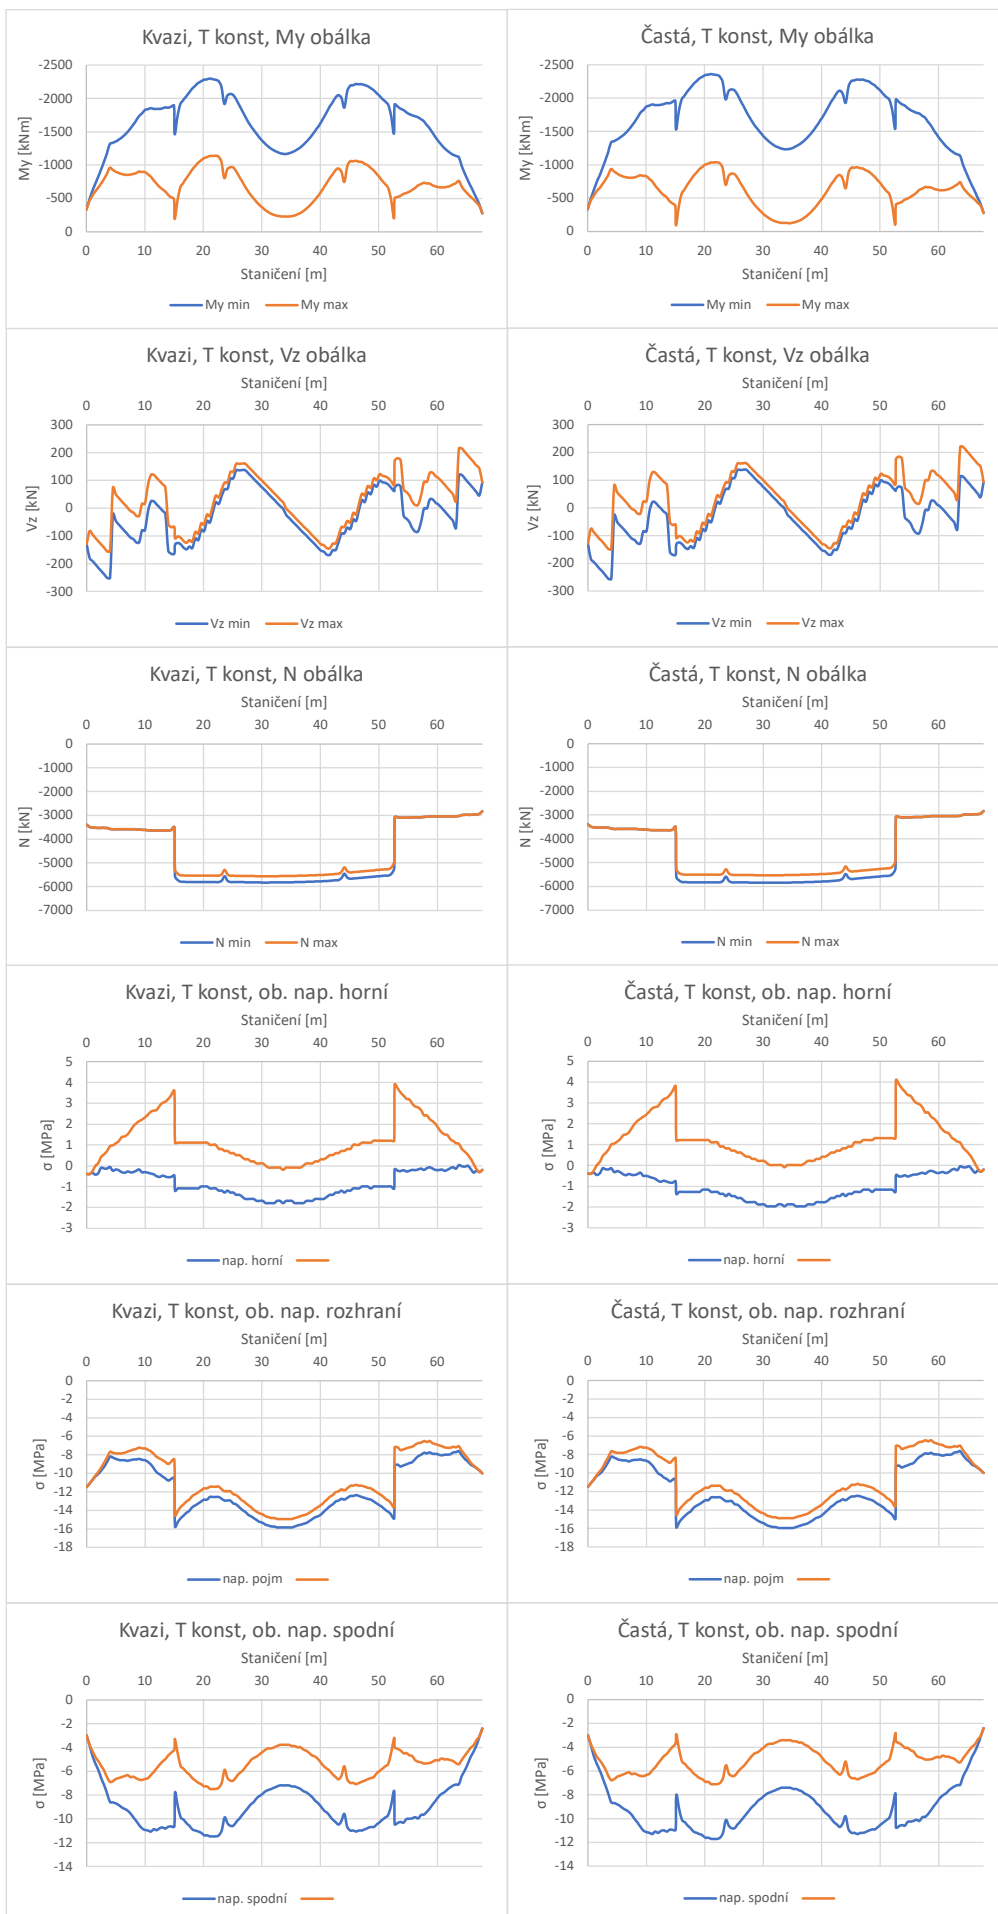 Kvazi, T konst, My obálka
-2500
-2000
-1500
-1000
-500
0
My [kNm]
0 10 20 30 40 50 60
Staničení [m]
My min My max
Častá, T konst, My obálka
-2500
-2000
-1500
-1000
-500
0
My [kNm]
0 10 20 30 40 50 60
Staničení [m]
My min My max
Kvazi, T konst, Vz obálka
Staničení [m]
0 10 20 30 40 50 60
300
200
100
0
-100
-200
-300
Vz [kN]
Vz min Vz max
Častá, T konst, Vz obálka
Staničení [m]
0 10 20 30 40 50 60
300
200
100
0
-100
-200
-300
Vz [kN]
Vz min Vz max
Kvazi, T konst, N obálka
Staničení [m]
0 10 20 30 40 50 60
0
-1000
-2000
-3000
-4000
-5000
-6000
-7000
N [kN]
N min N max
Častá, T konst, N obálka
Staničení [m]
0 10 20 30 40 50 60
0
-1000
-2000
-3000
-4000
-5000
-6000
-7000
N [kN]
N min N max
Kvazi, T konst, ob. nap. horní
Staničení [m]
0 10 20 30 40 50 60
5
4
3
2
1
0
-1
-2
-3
σ [MPa]
nap. horní
Častá, T konst, ob. nap. horní
Staničení [m]
0 10 20 30 40 50 60
5
4
3
2
1
0
-1
-2
-3
σ [MPa]
nap. horní
Kvazi, T konst, ob. nap. rozhraní
Staničení [m]
0 10 20 30 40 50 60
0
-2
-4
-6
-8
-10
-12
-14
-16
-18
σ [MPa]
nap. pojm
Častá, T konst, ob. nap. rozhraní
Staničení [m]
0 10 20 30 40 50 60
0
-2
-4
-6
-8
-10
-12
-14
-16
-18
σ [MPa]
nap. pojm
Kvazi, T konst, ob. nap. spodní
Staničení [m]
0 10 20 30 40 50 60
0
-2
-4
-6
-8
-10
-12
-14
σ [MPa]
nap. spodní
Častá, T konst, ob. nap. spodní
Staničení [m]
0 10 20 30 40 50 60
0
-2
-4
-6
-8
-10
-12
-14
σ [MPa]
nap. spodní